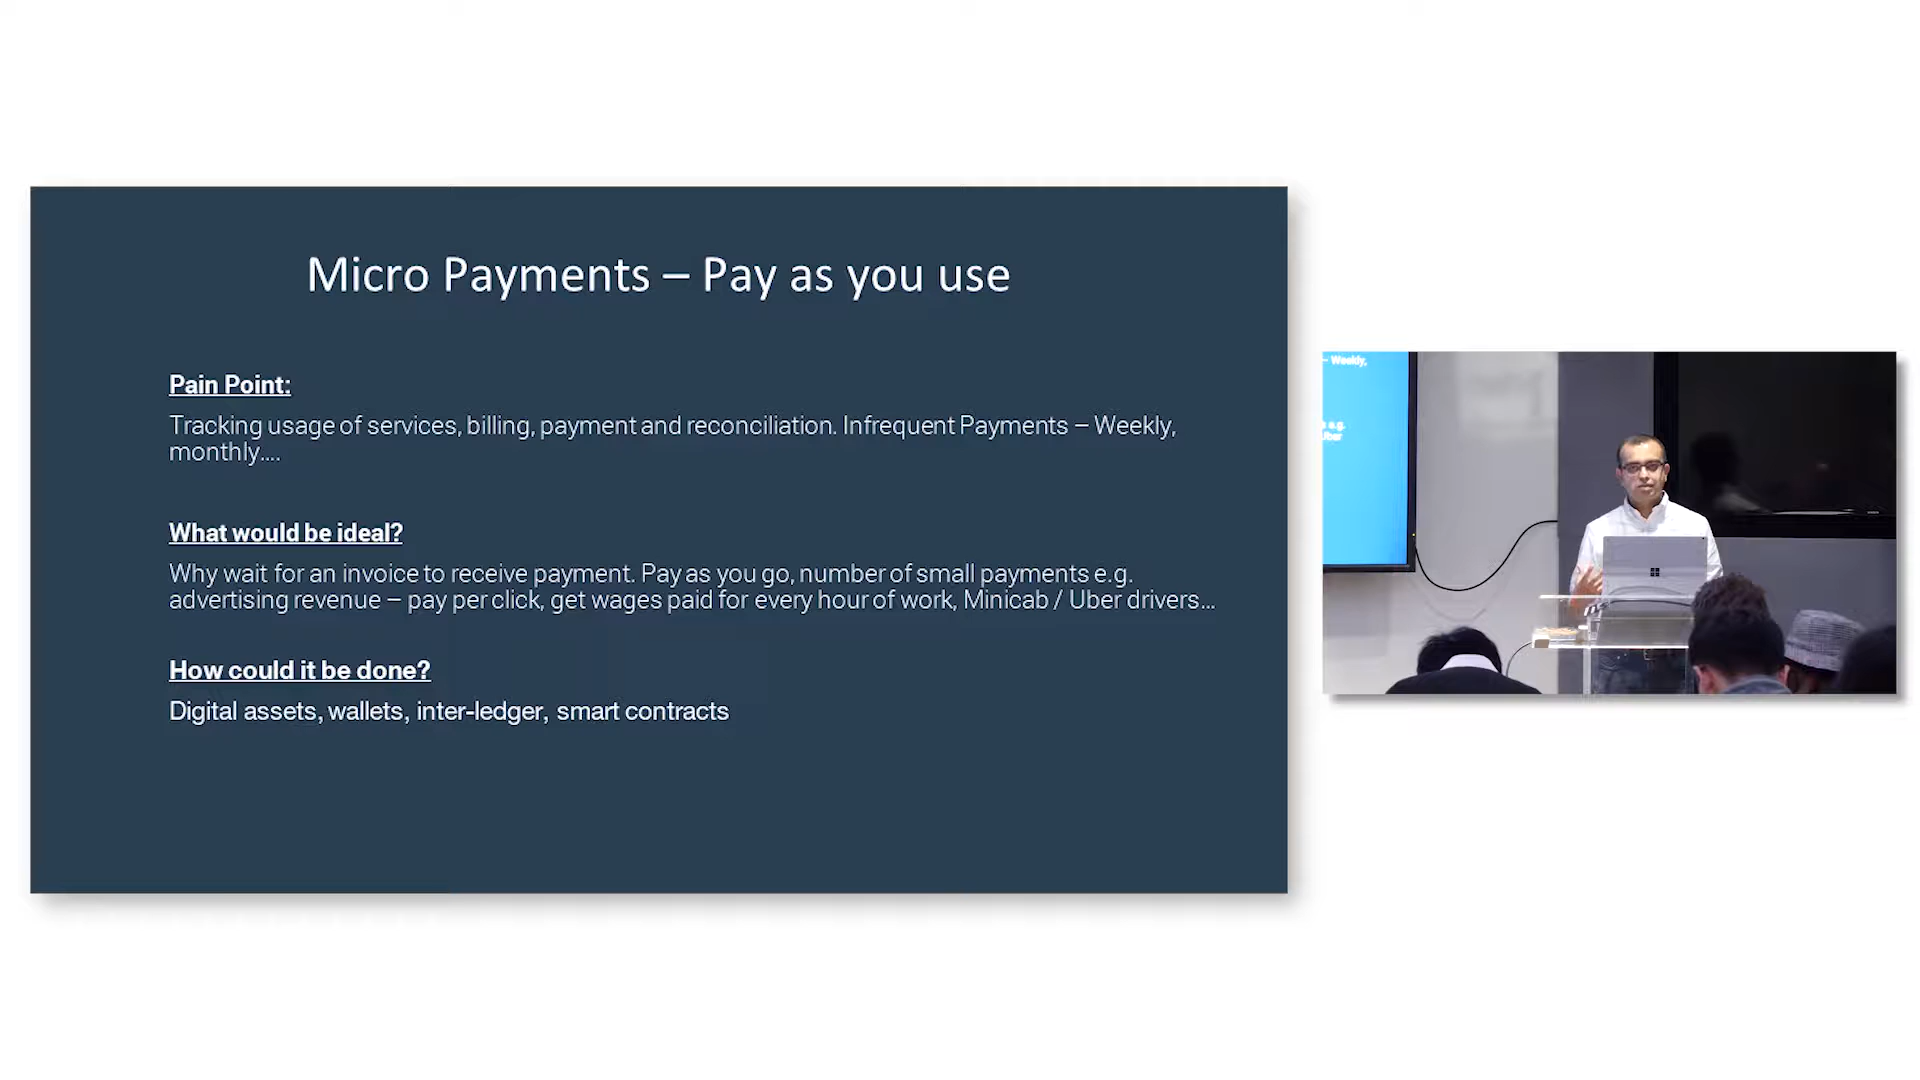 Micro Payments – Pay as you use
Pain Point:
Tracking usage of services, billing, payment and reconciliation. Infrequent Payments – Weekly,
monthly....
What would be ideal?
Why wait for an invoice to receive payment. Pay as you go, number of small payments e.g.
advertising revenue – pay per click, get wages paid for every hour of work, Minicab / Uber drivers...
How could it be done?
Digital assets, wallets, inter-ledger, smart contracts
– Weekly,
e.g.
Uber